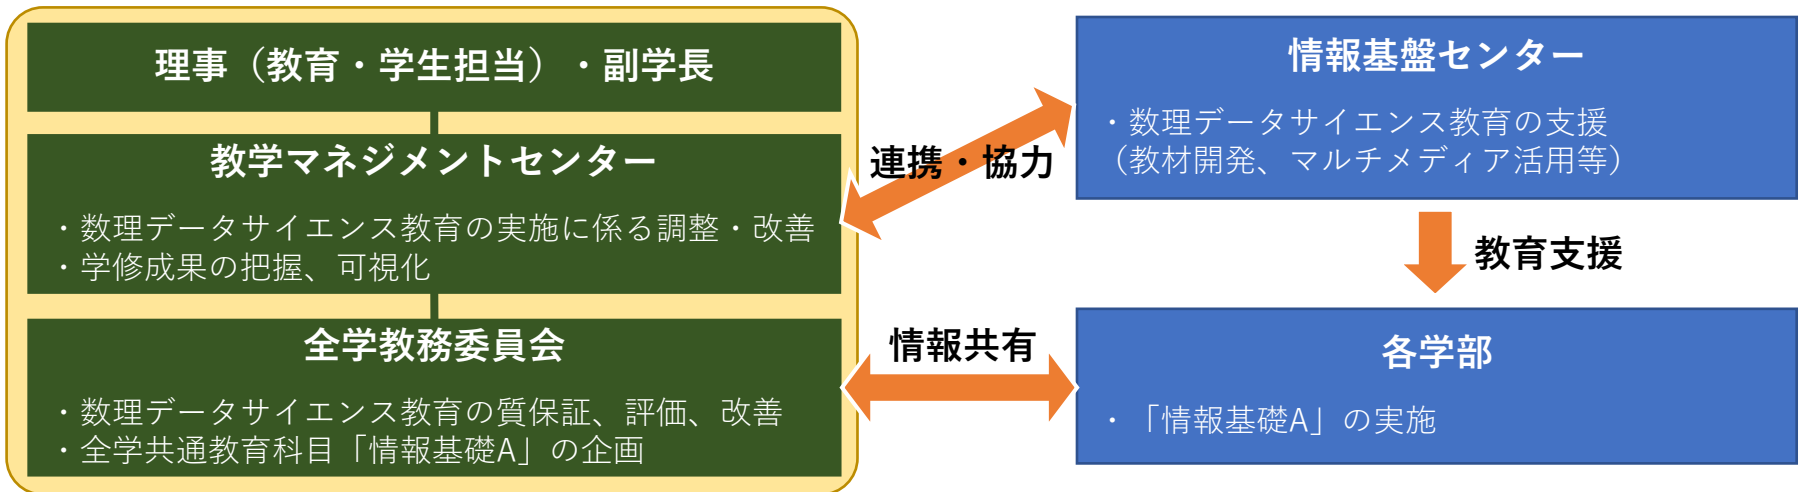 理事（教育・学生担当）・副学長
教学マネジメントセンター
・数理データサイエンス教育の実施に係る調整・改善
・学修成果の把握、可視化
全学教務委員会
・数理データサイエンス教育の質保証、評価、改善
・全学共通教育科目「情報基礎A」の企画
連携・協力
情報共有
情報基盤センター
・数理データサイエンス教育の支援
（教材開発、マルチメディア活用等）
教育支援
各学部
・「情報基礎A」の実施